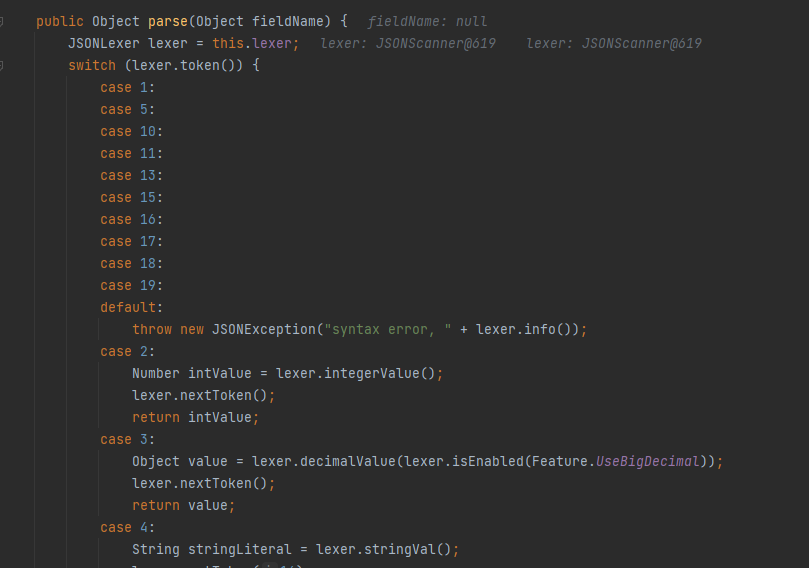 public Object parse(Object fieldName) {  fieldName: null
    JSONLexer lexer = this.lexer;  lexer: JSONScanner@619    lexer: JSONScanner@619
    switch (lexer.token()) {
        case 1:
        case 5:
        case 10:
        case 11:
        case 13:
        case 15:
        case 16:
        case 17:
        case 18:
        case 19:
        default:
            throw new JSONException("syntax error, " + lexer.info());
        case 2:
            Number intValue = lexer.integerValue();
            lexer.nextToken();
            return intValue;
        case 3:
            Object value = lexer.decimalValue(lexer.isEnabled(Feature.UseBigDecimal));
            lexer.nextToken();
            return value;
        case 4:
            String stringLiteral = lexer.stringVal();